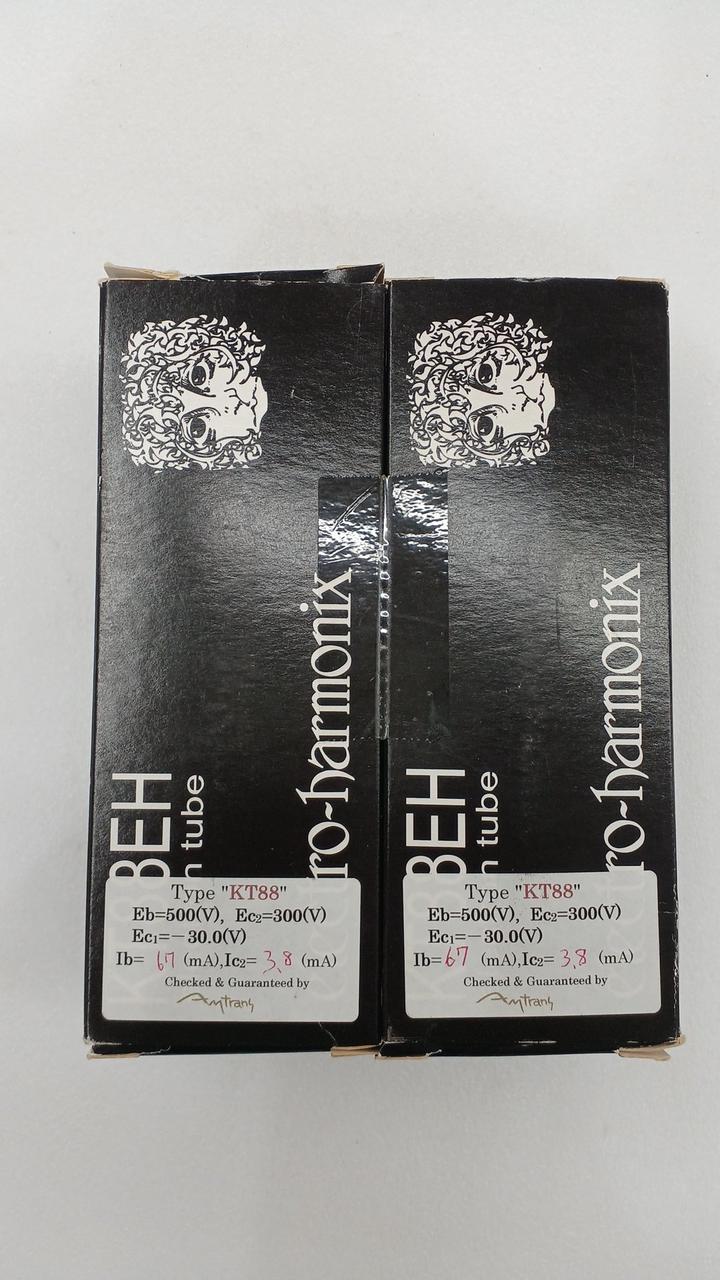 8EH
n tube
ro~harmonix
Type "KT88"
Eb=500(V), Ec2=300(V)
Ec1=−30.0(V)
Ib= 67 (mA),Ic2= 3.8 (mA)
Checked & Guaranteed by
Amtrans
8EH
n tube
ro~harmonix
Type "KT88"
Eb=500(V), Ec2=300(V)
Ec1=−30.0(V)
Ib=67 (mA),Ic2= 3.8 (mA)
Checked & Guaranteed by
Amtrans